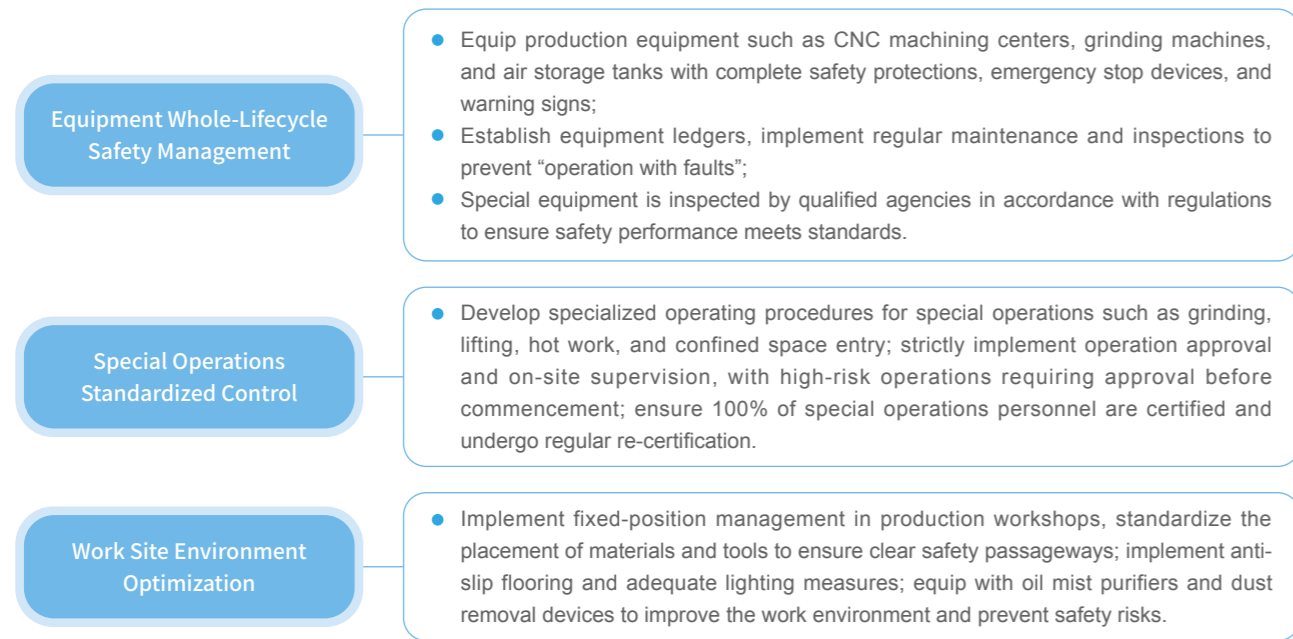 Equipment Whole-Lifecycle
Safety Management
● Equip production equipment such as CNC machining centers, grinding machines,
and air storage tanks with complete safety protections, emergency stop devices, and
warning signs;
● Establish equipment ledgers, implement regular maintenance and inspections to
prevent “operation with faults”;
● Special equipment is inspected by qualified agencies in accordance with regulations
to ensure safety performance meets standards.
Special Operations
Standardized Control
● Develop specialized operating procedures for special operations such as grinding,
lifting, hot work, and confined space entry; strictly implement operation approval
and on-site supervision, with high-risk operations requiring approval before
commencement; ensure 100% of special operations personnel are certified and
undergo regular re-certification.
Work Site Environment
Optimization
● Implement fixed-position management in production workshops, standardize the
placement of materials and tools to ensure clear safety passageways; implement anti-
slip flooring and adequate lighting measures; equip with oil mist purifiers and dust
removal devices to improve the work environment and prevent safety risks.